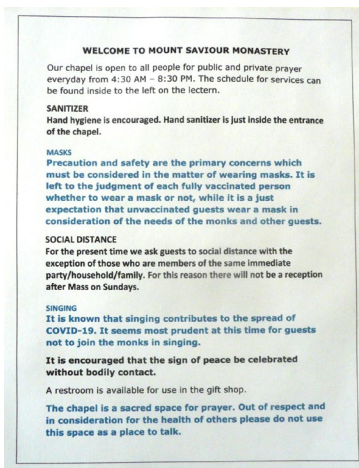 WELCOME TO MOUNT SAVIOUR MONASTERY
Our chapel is open to all people for public and private prayer
everyday from 4:30 AM – 8:30 PM. The schedule for services can
be found inside to the left on the lectern.
SANITIZER
Hand hygiene is encouraged. Hand sanitizer is just inside the entrance
of the chapel.
MASKS
Precaution and safety are the primary concerns which
must be considered in the matter of wearing masks. It is
left to the judgment of each fully vaccinated person
whether to wear a mask or not, while it is a just
expectation that unvaccinated guests wear a mask in
consideration of the needs of the monks and other guests.
SOCIAL DISTANCE
For the present time we ask guests to social distance with the
exception of those who are members of the same immediate
party/household/family. For this reason there will not be a reception
after Mass on Sundays.
SINGING
It is known that singing contributes to the spread of
COVID-19. It seems most prudent at this time for guests
not to join the monks in singing.
It is encouraged that the sign of peace be celebrated
without bodily contact.
A restroom is available for use in the gift shop.
The chapel is a sacred space for prayer. Out of respect and
in consideration for the health of others please do not use
this space as a place to talk.